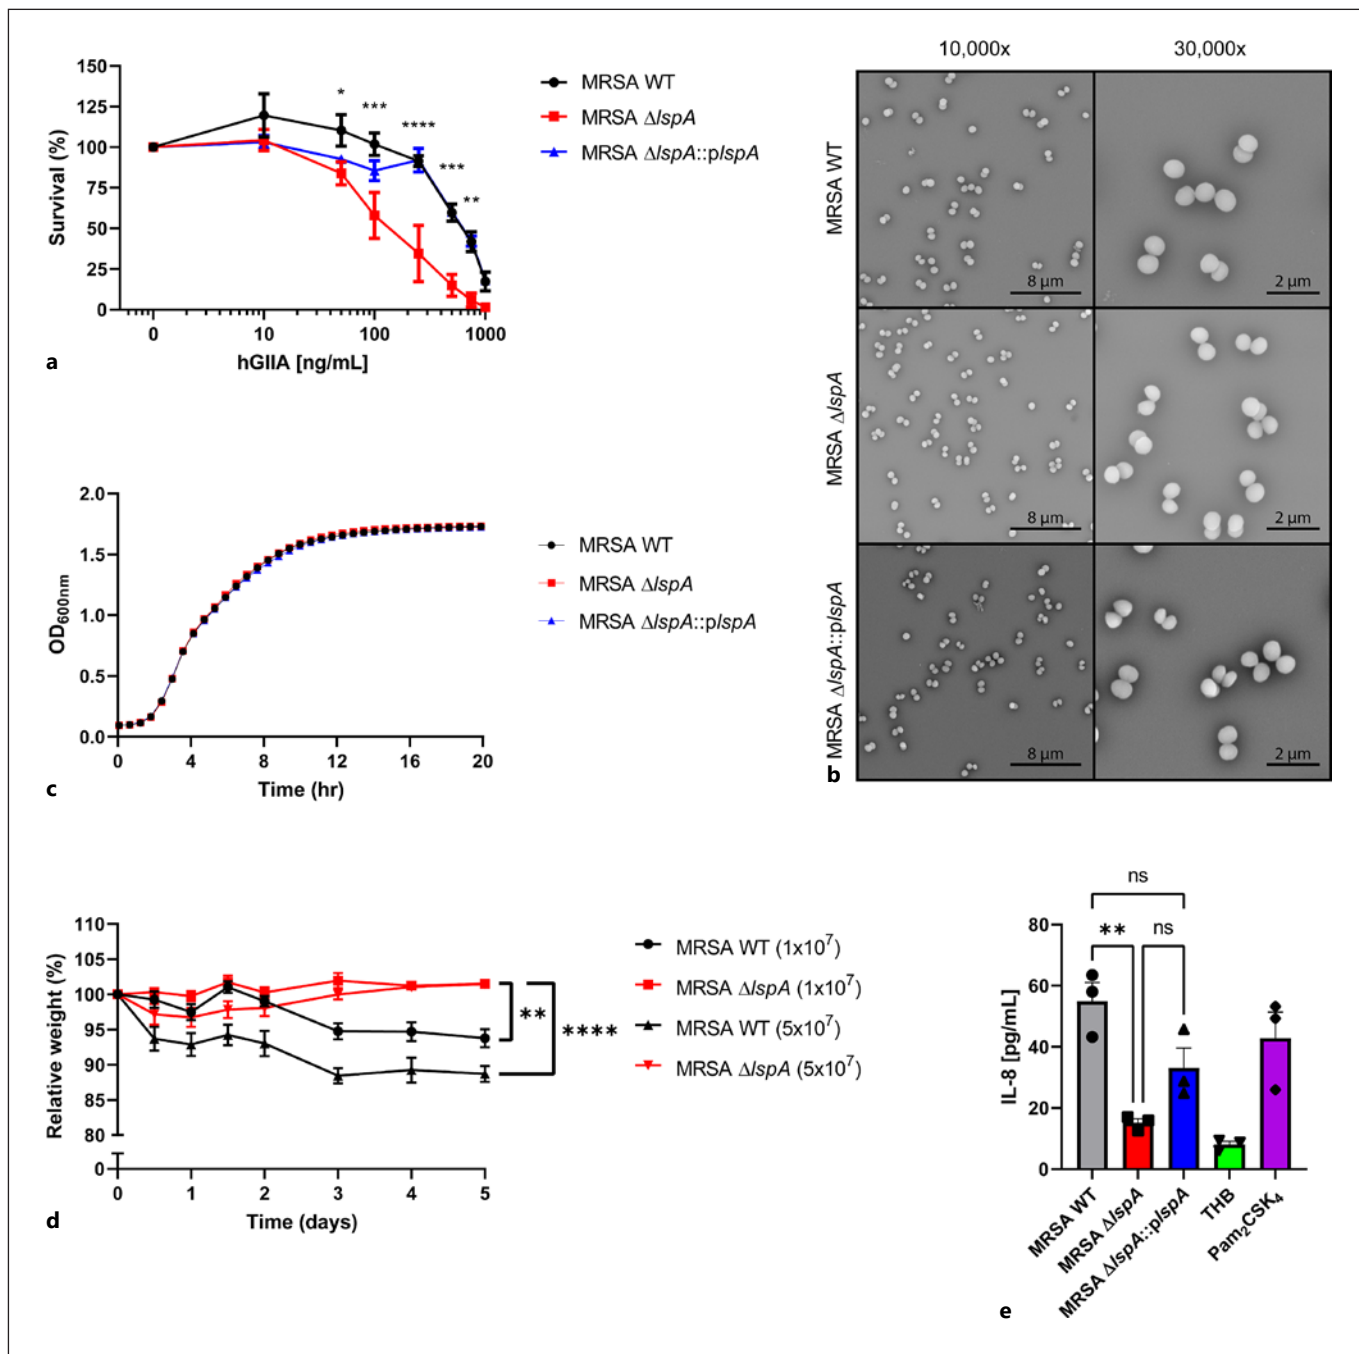 150
125
100
75
50
25
0
Survival (%)
*
***
****
***
**
0
10
100
1000
hGIIA [ng/mL]
MRSA WT
MRSA ΔlspA
MRSA ΔlspA::plspA
a
10,000x
30,000x
MRSA WT
8 µm
2 µm
MRSA ΔlspA
8 µm
2 µm
MRSA ΔlspA::plspA
8 µm
2 µm
b
2.0
1.5
1.0
0.5
0.0
OD600nm
0
4
8
12
16
20
Time (hr)
MRSA WT
MRSA ΔlspA
MRSA ΔlspA::plspA
c
110
105
100
95
90
85
80
0
Relative weight (%)
**
****
0
1
2
3
4
5
Time (days)
MRSA WT (1x10⁷)
MRSA ΔlspA (1x10⁷)
MRSA WT (5x10⁷)
MRSA ΔlspA (5x10⁷)
d
ns
**
ns
80
60
40
20
0
IL-8 [pg/mL]
MRSA WT
MRSA ΔlspA
MRSA ΔlspA::plspA
THB
Pam₂CSK₄
e